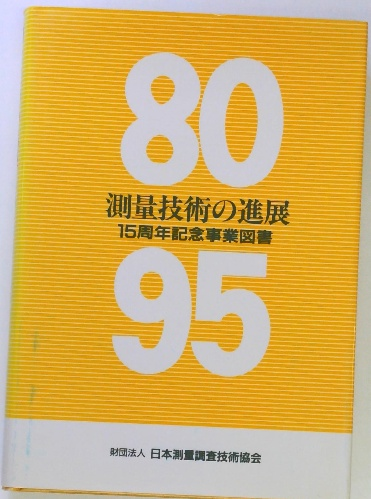 80
測量技術の進展
15周年記念事業図書
95
財団法人 日本測量調査技術協会